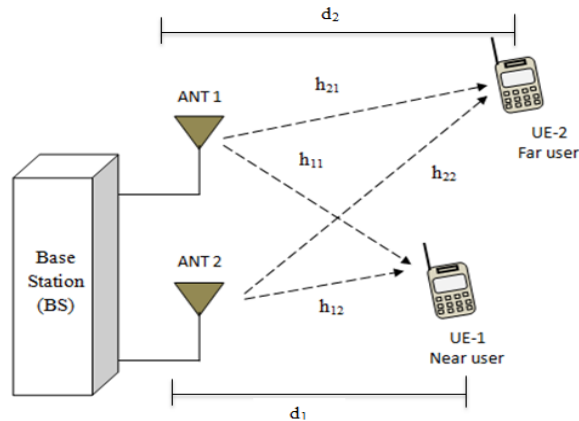 d2
ANT 1
h21
UE-2
Far user
h11
h22
Base
Station
(BS)
ANT 2
h12
UE-1
Near user
d1